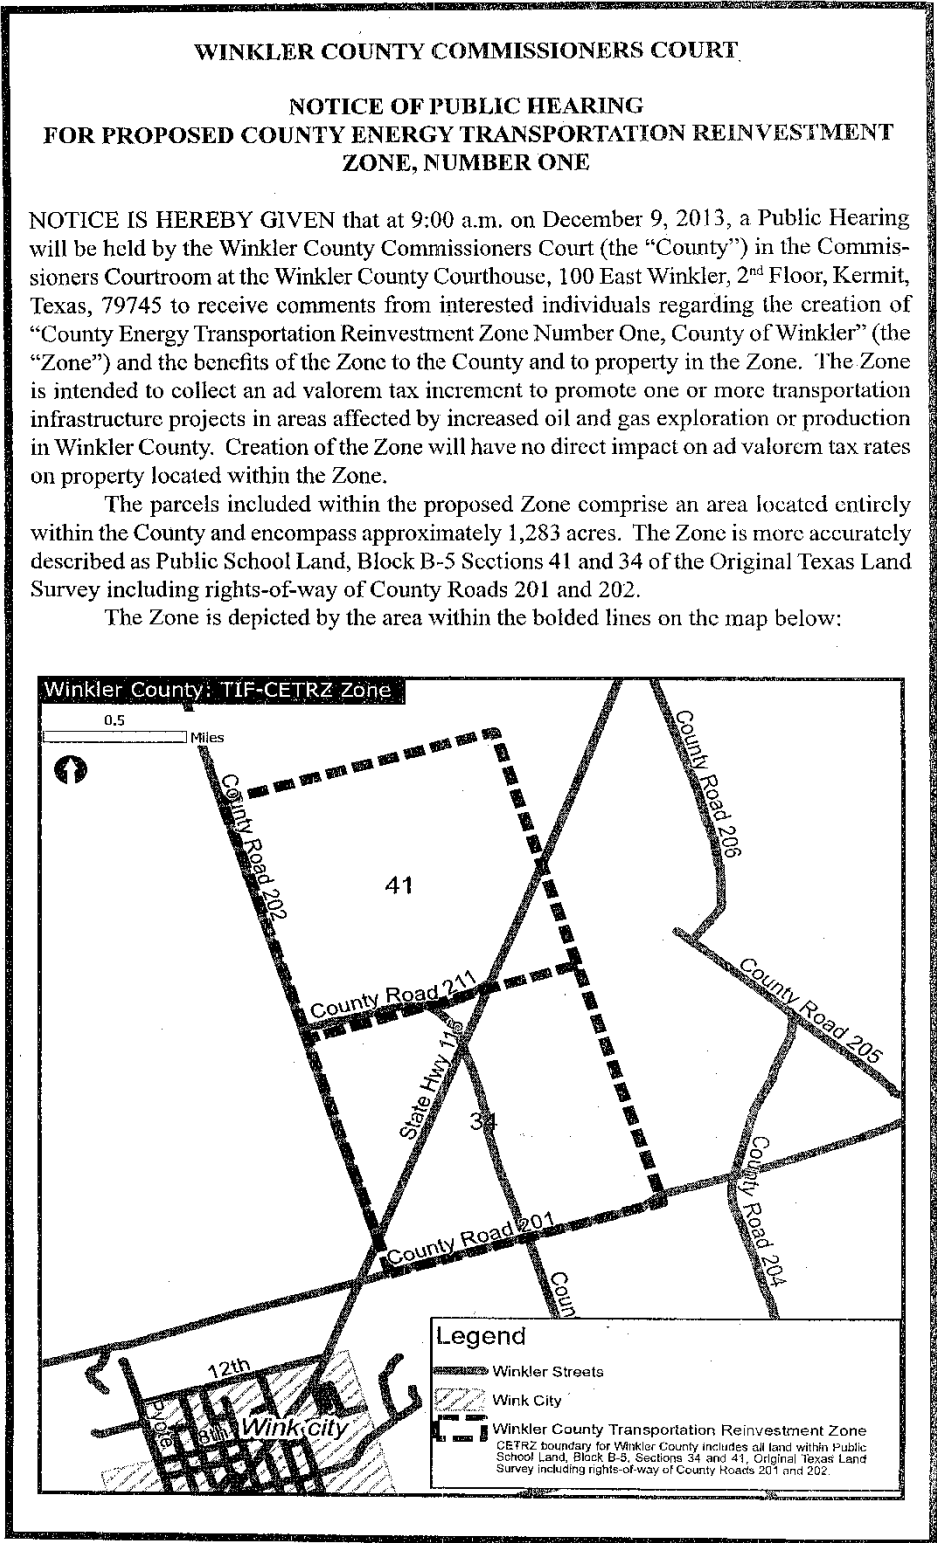 WINKLER COUNTY COMMISSIONERS COURT
NOTICE OF PUBLIC HEARING
FOR PROPOSED COUNTY ENERGY TRANSPORTATION REINVESTMENT
ZONE, NUMBER ONE
NOTICE IS HEREBY GIVEN that at 9:00 a.m. on December 9, 2013, a Public Hearing
will be held by the Winkler County Commissioners Court (the “County”) in the Commis-
sioners Courtroom at the Winkler County Courthouse, 100 East Winkler, 2nd Floor, Kermit,
Texas, 79745 to receive comments from interested individuals regarding the creation of
“County Energy Transportation Reinvestment Zone Number One, County of Winkler” (the
“Zone”) and the benefits of the Zone to the County and to property in the Zone. The Zone
is intended to collect an ad valorem tax increment to promote one or more transportation
infrastructure projects in areas affected by increased oil and gas exploration or production
in Winkler County. Creation of the Zone will have no direct impact on ad valorem tax rates
on property located within the Zone.
The parcels included within the proposed Zone comprise an area located entirely
within the County and encompass approximately 1,283 acres. The Zone is more accurately
described as Public School Land, Block B-5 Sections 41 and 34 of the Original Texas Land
Survey including rights-of-way of County Roads 201 and 202.
The Zone is depicted by the area within the bolded lines on the map below:
Winkler County: TIF-CETRZ Zone
0.5
Miles
County Road 202
County Road 206
41
County Road 211
County Road 205
State Hwy 115
34
County Road 201
County Road 204
Coun
12th
Pyote
8th
Wink city
Legend
Winkler Streets
Wink City
Winkler County Transportation Reinvestment Zone
CETRZ boundary for Winkler County includes all land within Public
School Land, Block B-5, Sections 34 and 41, Original Texas Land
Survey including rights-of-way of County Roads 201 and 202.